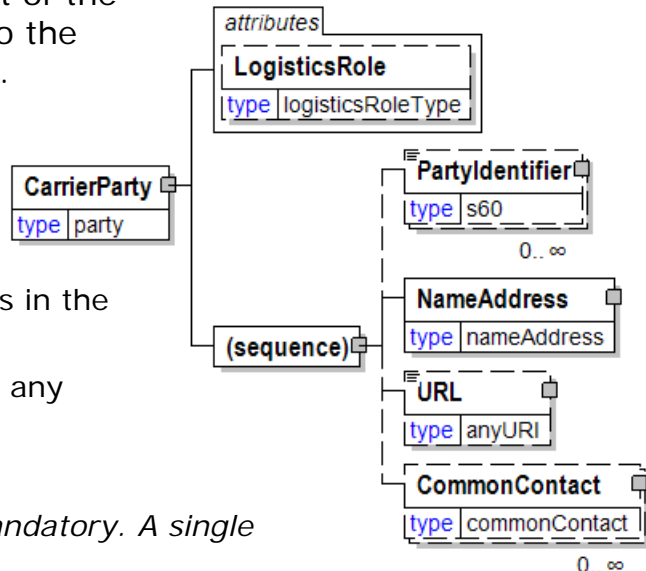 t of the
o the
.
attributes
LogisticsRole
type logisticsRoleType
CarrierParty
type party
PartyIdentifier
type s60
0.. ∞
s in the
NameAddress
type nameAddress
(sequence)
any
URL
type anyURI
CommonContact
type commonContact
ndatory. A single
0.. ∞